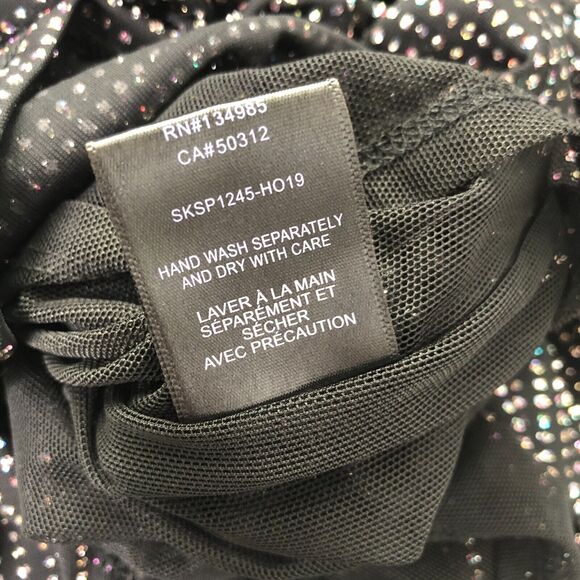 RN#134985
CA#50312
SKSP1245-HO19
HAND WASH SEPARATELY
AND DRY WITH CARE
LAVER À LA MAIN
SÉPARÉMENT ET
SÉCHER
AVEC PRÉCAUTION